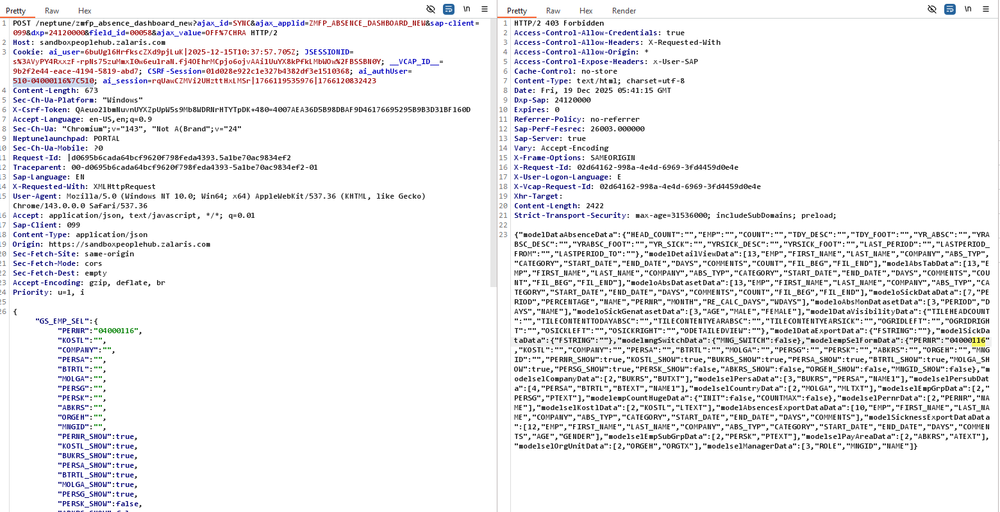 Pretty Raw Hex
\n
1 POST /neptune/zmfp_absence_dashboard_new?ajax_id=SYNC&ajax_applid=ZMFP_ABSENCE_DASHBOARD_NEW&sap-client=
099&dxp=24120000&field_id=00058&ajax_value=OFF%7CHRA HTTP/2
2 Host: sandboxpeoplehub.zalaris.com
3 Cookie: ai_user=6buUgl6HrfkscZXd9pjLuK|2025-12-15T10:37:57.705Z; JSESSIONID=
s%3AVyPY4RxxzF-rpNs75zuMmxI0w6eulraN.fj4OEhrMCpjo6ojvAAilUuYX8kPfkLMbWOw%2FBSSBN0Y; __VCAP_ID__=
9b2f2e44-eace-4194-5819-abd7; CSRF-Session=01d028e922c1e327b4382df3e1510368; ai_authUser=
510-04000116%7C510; ai_session=rqUawCZMVi2UHzttHxLMSr|1766119535976|1766120832423
4 Content-Length: 673
5 Sec-Ch-Ua-Platform: "Windows"
6 X-Csrf-Token: QAeuo21bmNuvnUYXZpUpW5s9Mb8WDRNrHTYTpDK+480=4007AEA36D5B98DBAF9D46176695295B9B3D31BF160D
7 Accept-Language: en-US,en;q=0.9
8 Sec-Ch-Ua: "Chromium";v="143", "Not A(Brand";v="24"
9 Neptunelaunchpad: PORTAL
10 Sec-Ch-Ua-Mobile: ?0
11 Request-Id: |d0695b6cada64bcf9620f798feda4393.5a1be70ac9834ef2
12 Traceparent: 00-d0695b6cada64bcf9620f798feda4393-5a1be70ac9834ef2-01
13 Sap-Language: EN
14 X-Requested-With: XMLHttpRequest
15 User-Agent: Mozilla/5.0 (Windows NT 10.0; Win64; x64) AppleWebKit/537.36 (KHTML, like Gecko)
Chrome/143.0.0.0 Safari/537.36
16 Accept: application/json, text/javascript, */*; q=0.01
17 Sap-Client: 099
18 Content-Type: application/json
19 Origin: https://sandboxpeoplehub.zalaris.com
20 Sec-Fetch-Site: same-origin
21 Sec-Fetch-Mode: cors
22 Sec-Fetch-Dest: empty
23 Accept-Encoding: gzip, deflate, br
24 Priority: u=1, i
25
26 {
"GS_EMP_SEL":{
"PERNR":"04000116",
"KOSTL":"",
"COMPANY":"",
"PERSA":"",
"BTRTL":"",
"MOLGA":"",
"PERSG":"",
"PERSK":"",
"ABKRS":"",
"ORGEH":"",
"MNGID":"",
"PERNR_SHOW":true,
"KOSTL_SHOW":true,
"BUKRS_SHOW":true,
"PERSA_SHOW":true,
"BTRTL_SHOW":true,
"MOLGA_SHOW":true,
"PERSG_SHOW":true,
"PERSK_SHOW":false,
Pretty Raw Hex Render
\n
1 HTTP/2 403 Forbidden
2 Access-Control-Allow-Credentials: true
3 Access-Control-Allow-Headers: X-Requested-With
4 Access-Control-Allow-Origin: *
5 Access-Control-Expose-Headers: x-User-SAP
6 Cache-Control: no-store
7 Content-Type: text/html; charset=utf-8
8 Date: Fri, 19 Dec 2025 05:41:15 GMT
9 Dxp-Sap: 24120000
10 Expires: 0
11 Referrer-Policy: no-referrer
12 Sap-Perf-Fesrec: 26003.000000
13 Sap-Server: true
14 Vary: Accept-Encoding
15 X-Frame-Options: SAMEORIGIN
16 X-Request-Id: 02d64162-998a-4e4d-6969-3fd4459d0e4e
17 X-User-Logon-Language: E
18 X-Vcap-Request-Id: 02d64162-998a-4e4d-6969-3fd4459d0e4e
19 Xhr-Target:
20 Content-Length: 2422
21 Strict-Transport-Security: max-age=31536000; includeSubDomains; preload;
22
23 {"modelDataAbsenceData":{"HEAD_COUNT":"","EMP":"","COUNT":"","TDY_DESC":"","TDY_FOOT":"","YR_ABSC":"","YRA
BSC_DESC":"","YRABSC_FOOT":"","YR_SICK":"","YRSICK_DESC":"","YRSICK_FOOT":"","LAST_PERIOD":"","LASTPERIOD_
FROM":"","LASTPERIOD_TO":""},"modelDetailViewData":[13,"EMP","FIRST_NAME","LAST_NAME","COMPANY","ABS_TYP",
"CATEGORY","START_DATE","END_DATE","DAYS","COMMENTS","COUNT","FIL_BEG","FIL_END"],"modelAbsTabData":[13,"E
MP","FIRST_NAME","LAST_NAME","COMPANY","ABS_TYP","CATEGORY","START_DATE","END_DATE","DAYS","COMMENTS","COU
NT","FIL_BEG","FIL_END"],"modeloAbsDatasetData":[13,"EMP","FIRST_NAME","LAST_NAME","COMPANY","ABS_TYP","CA
TEGORY","START_DATE","END_DATE","DAYS","COMMENTS","COUNT","FIL_BEG","FIL_END"],"modeloSickDataData":[7,"PE
RIOD","PERCENTAGE","NAME","PERNR","MONTH","RE_CALC_DAYS","WDAYS"],"modeloAbsMonDatasetData":[3,"PERIOD","D
AYS","NAME"],"modeloSickGenatasetData":[3,"AGE","MALE","FEMALE"],"modelDataVisibilityData":{"TILEHEADCOUNT
":"","TILECONTENTTODAYABSC":"","TILECONTENTYEARABSC":"","TILECONTENTYEARSICK":"","OGRIDLEFT":"","OGRIDRIGH
T":"","OSICKLEFT":"","OSICKRIGHT":"","ODETAILEDVIEW":""},"modelDataExportData":{"FSTRING":""},"modelSickDa
taData":{"FSTRING":""},"modelmngSwitchData":{"MNG_SWITCH":false},"modelempSelFormData":{"PERNR":"04000116"
,"KOSTL":"","COMPANY":"","PERSA":"","BTRTL":"","MOLGA":"","PERSG":"","PERSK":"","ABKRS":"","ORGEH":"","MNG
ID":"","PERNR_SHOW":true,"KOSTL_SHOW":true,"BUKRS_SHOW":true,"PERSA_SHOW":true,"BTRTL_SHOW":true,"MOLGA_SH
OW":true,"PERSG_SHOW":true,"PERSK_SHOW":false,"ABKRS_SHOW":false,"ORGEH_SHOW":false,"MNGID_SHOW":false},"m
odelselCompanyData":[2,"BUKRS","BUTXT"],"modelselPersaData":[3,"BUKRS","PERSA","NAME1"],"modelselPersubDat
a":[4,"PERSA","BTRTL","BTEXT","NAME1"],"modelselCountryData":[2,"MOLGA","MLTXT"],"modelselEmpGrpData":[2,"
PERSG","PTEXT"],"modelempCountHugeData":{"INIT":false,"COUNTMAX":false},"modelselPernrData":[2,"PERNR","NA
ME"],"modelselKostlData":[2,"KOSTL","LTEXT"],"modelAbsencesExportDataData":[10,"EMP","FIRST_NAME","LAST_NA
ME","COMPANY","ABS_TYP","CATEGORY","START_DATE","END_DATE","DAYS","COMMENTS"],"modelSicknessExportDataData
":[12,"EMP","FIRST_NAME","LAST_NAME","COMPANY","ABS_TYP","CATEGORY","START_DATE","END_DATE","DAYS","COMMEN
TS","AGE","GENDER"],"modelselEmpSubGrpData":[2,"PERSK","PTEXT"],"modelselPayAreaData":[2,"ABKRS","ATEXT"],
"modelselOrgUnitData":[2,"ORGEH","ORGTX"],"modelselManagerData":[3,"ROLE","MNGID","NAME"]}